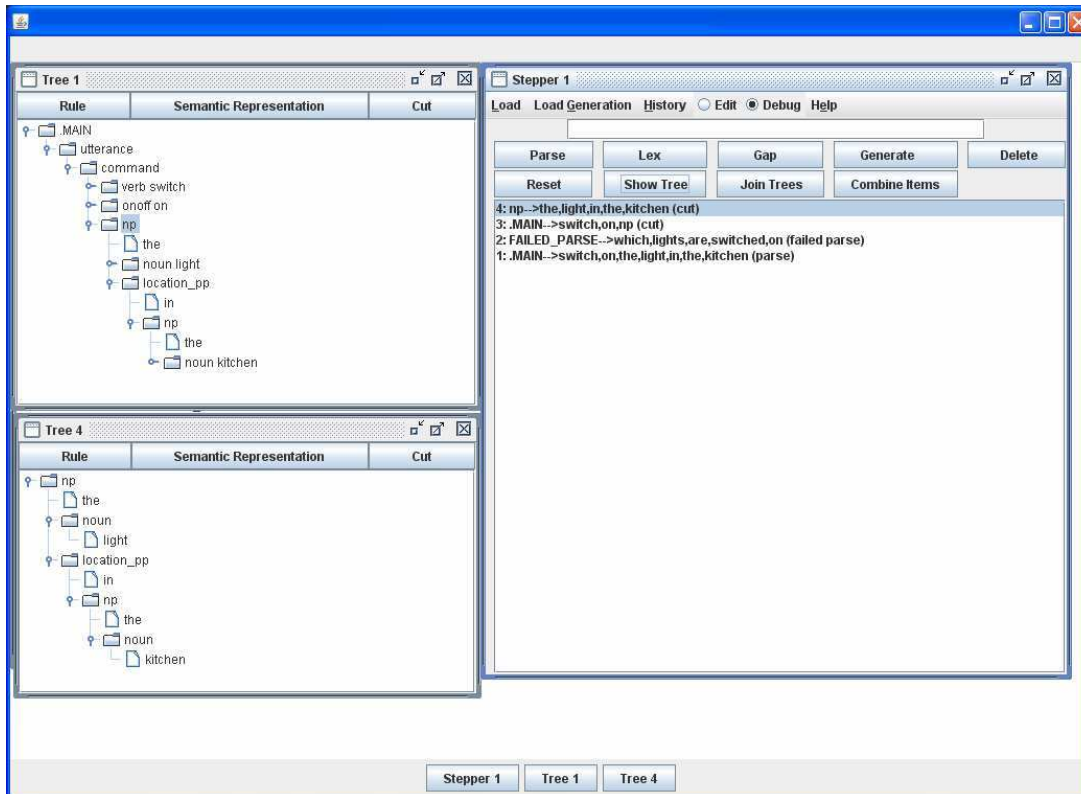 Tree 1
Rule Semantic Representation Cut
.MAIN
utterance
command
verb switch
onoff on
np
the
noun light
location_pp
in
np
the
noun kitchen
Tree 4
Rule Semantic Representation Cut
np
the
noun
light
location_pp
in
np
the
noun
kitchen
Stepper 1
Load Load Generation History Edit Debug Help
Parse Lex Gap Generate Delete
Reset Show Tree Join Trees Combine Items
4: np-->the,light,in,the,kitchen (cut)
3: .MAIN-->switch,on,np (cut)
2: FAILED_PARSE-->which,lights,are,switched,on (failed parse)
1: .MAIN-->switch,on,the,light,in,the,kitchen (parse)
Stepper 1 Tree 1 Tree 4